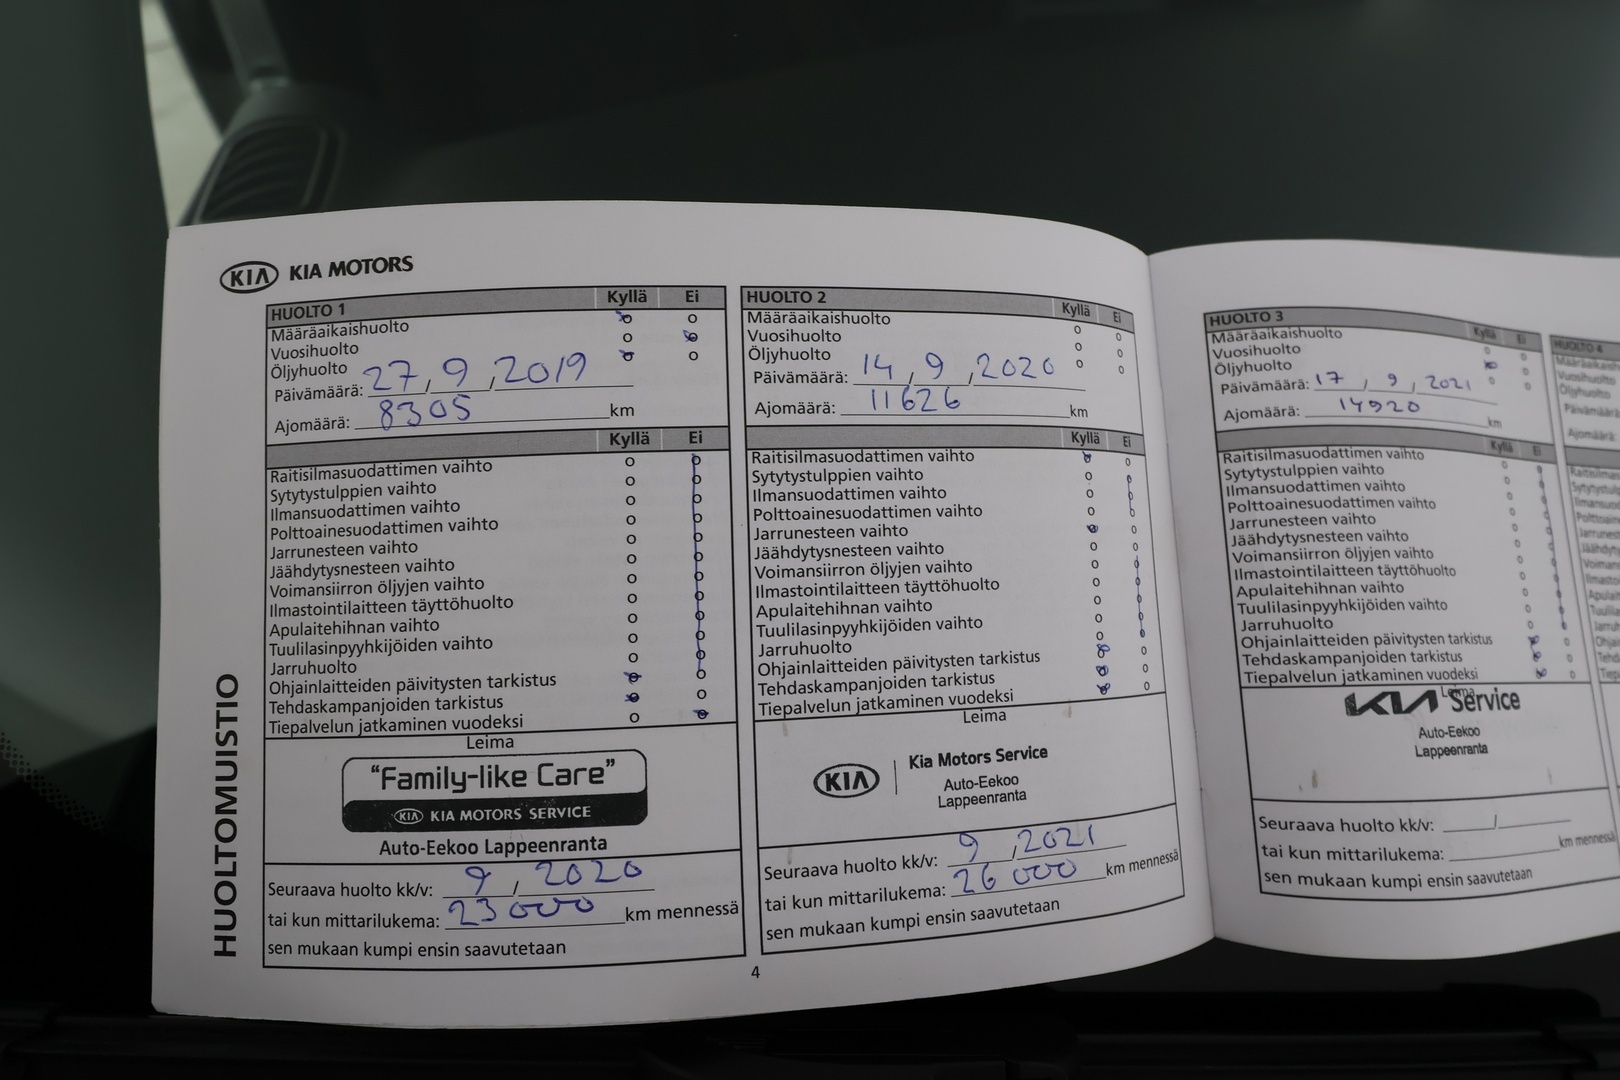 KIA KIA MOTORS
HUOLTOMUISTIO
HUOLTO 1 Kyllä Ei
Määräaikaishuolto
Vuosihuolto
Öljyhuolto
Päivämäärä: 27, 9, 2019
Ajomäärä: 8305 km
Kyllä Ei
Raitisilmasuodattimen vaihto
Sytytystulppien vaihto
Ilmansuodattimen vaihto
Polttoainesuodattimen vaihto
Jarrunesteen vaihto
Jäähdytysnesteen vaihto
Voimansiirron öljyjen vaihto
Ilmastointilaitteen täyttöhuolto
Apulaitehihnan vaihto
Tuulilasinpyyhkijöiden vaihto
Jarruhuolto
Ohjainlaitteiden päivitysten tarkistus
Tehdaskampanjoiden tarkistus
Tiepalvelun jatkaminen vuodeksi
Leima
"Family-like Care"
KIA KIA MOTORS SERVICE
Auto-Eekoo Lappeenranta
Seuraava huolto kk/v: 9 / 2020
tai kun mittarilukema: 23000 km mennessä
sen mukaan kumpi ensin saavutetaan
HUOLTO 2 Kyllä Ei
Määräaikaishuolto
Vuosihuolto
Öljyhuolto
Päivämäärä: 14, 9, 2020
Ajomäärä: 11626 km
Kyllä Ei
Raitisilmasuodattimen vaihto
Sytytystulppien vaihto
Ilmansuodattimen vaihto
Polttoainesuodattimen vaihto
Jarrunesteen vaihto
Jäähdytysnesteen vaihto
Voimansiirron öljyjen vaihto
Ilmastointilaitteen täyttöhuolto
Apulaitehihnan vaihto
Tuulilasinpyyhkijöiden vaihto
Jarruhuolto
Ohjainlaitteiden päivitysten tarkistus
Tehdaskampanjoiden tarkistus
Tiepalvelun jatkaminen vuodeksi
Leima
KIA Kia Motors Service
Auto-Eekoo
Lappeenranta
Seuraava huolto kk/v: 9, 2021
tai kun mittarilukema: 26000 km mennessä
sen mukaan kumpi ensin saavutetaan
4
HUOLTO 3 Kyllä Ei
Määräaikaishuolto
Vuosihuolto
Öljyhuolto
Päivämäärä: 17, 9, 2021
Ajomäärä: 14920 km
Kyllä Ei
Raitisilmasuodattimen vaihto
Sytytystulppien vaihto
Ilmansuodattimen vaihto
Polttoainesuodattimen vaihto
Jarrunesteen vaihto
Jäähdytysnesteen vaihto
Voimansiirron öljyjen vaihto
Ilmastointilaitteen täyttöhuolto
Apulaitehihnan vaihto
Tuulilasinpyyhkijöiden vaihto
Jarruhuolto
Ohjainlaitteiden päivitysten tarkistus
Tehdaskampanjoiden tarkistus
Tiepalvelun jatkaminen vuodeksi
Leima
KIA Service
Auto-Eekoo
Lappeenranta
Seuraava huolto kk/v: /
tai kun mittarilukema: km mennessä
sen mukaan kumpi ensin saavutetaan
HUOLTO 4